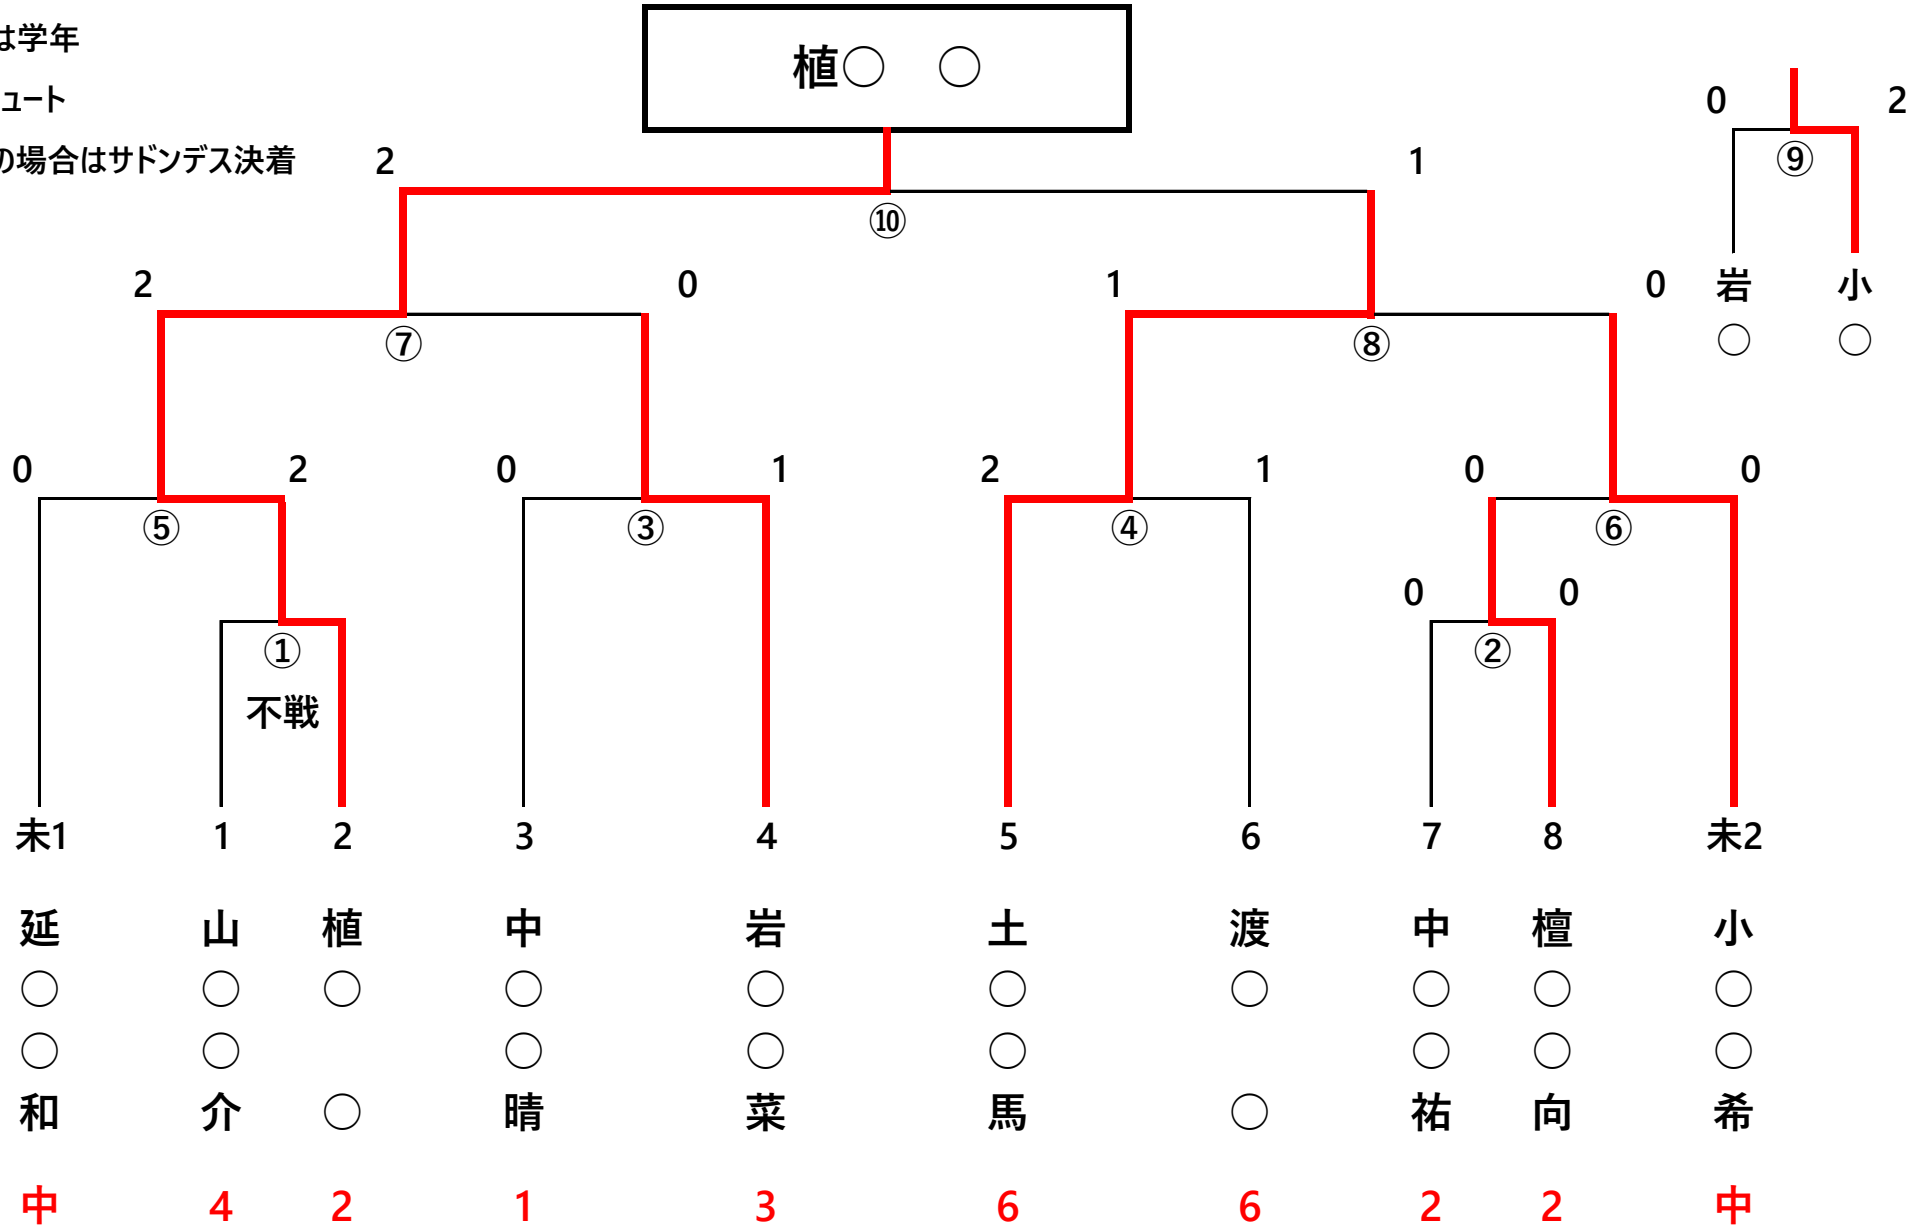 は学年
植○　○
0 2
ュート
の場合はサドンデス決着
2 1
⑨
⑩
2 0 1 0
岩 小
○ ○
⑦ ⑧
0 2 0 1 2 1 0 0
⑤ ③ ④ ⑥
0 0
① ②
不戦
未1 1 2 3 4 5 6 7 8 未2
延 山 植 中 岩 土 渡 中 檀 小
○ ○ ○ ○ ○ ○ ○ ○ ○ ○
○ ○ ○ ○ ○ ○ ○ ○
和 介 ○ 晴 菜 馬 ○ 祐 向 希
中 4 2 1 3 6 6 2 2 中